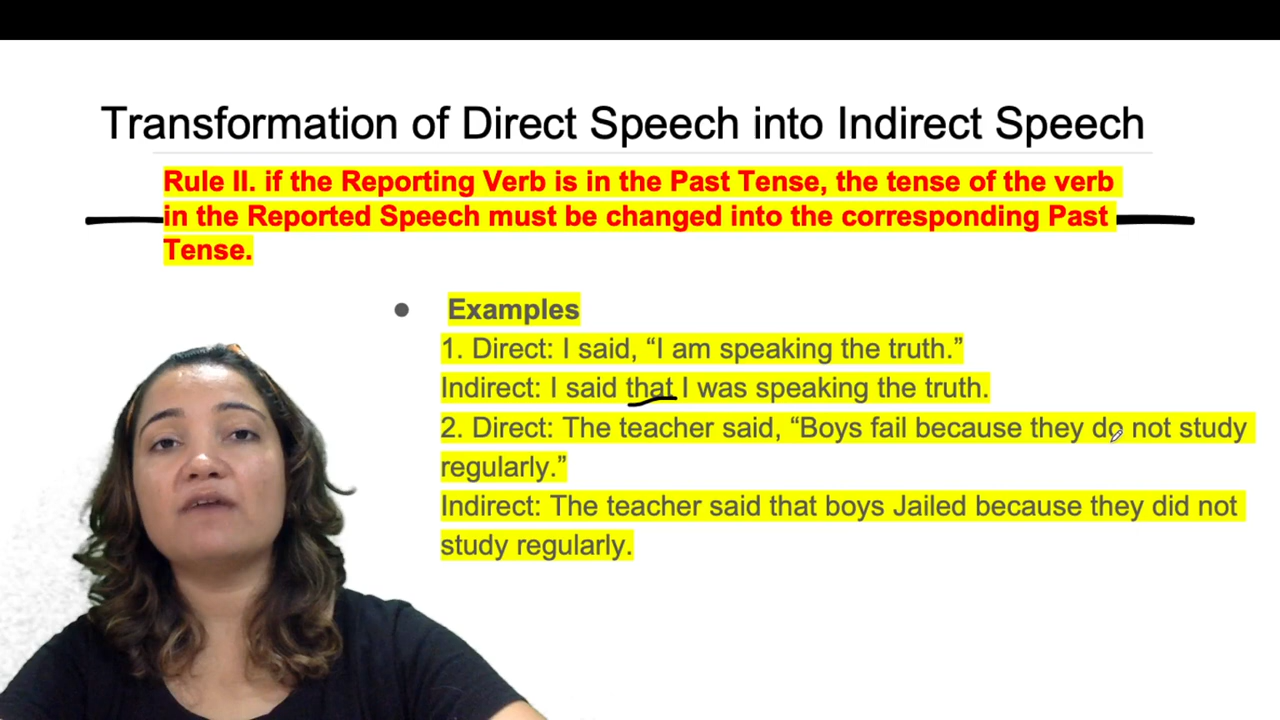 Transformation of Direct Speech into Indirect Speech
Rule II. if the Reporting Verb is in the Past Tense, the tense of the verb
in the Reported Speech must be changed into the corresponding Past
Tense.
● Examples
1. Direct: I said, “I am speaking the truth.”
Indirect: I said that I was speaking the truth.
2. Direct: The teacher said, “Boys fail because they do not study
regularly.”
Indirect: The teacher said that boys Jailed because they did not
study regularly.